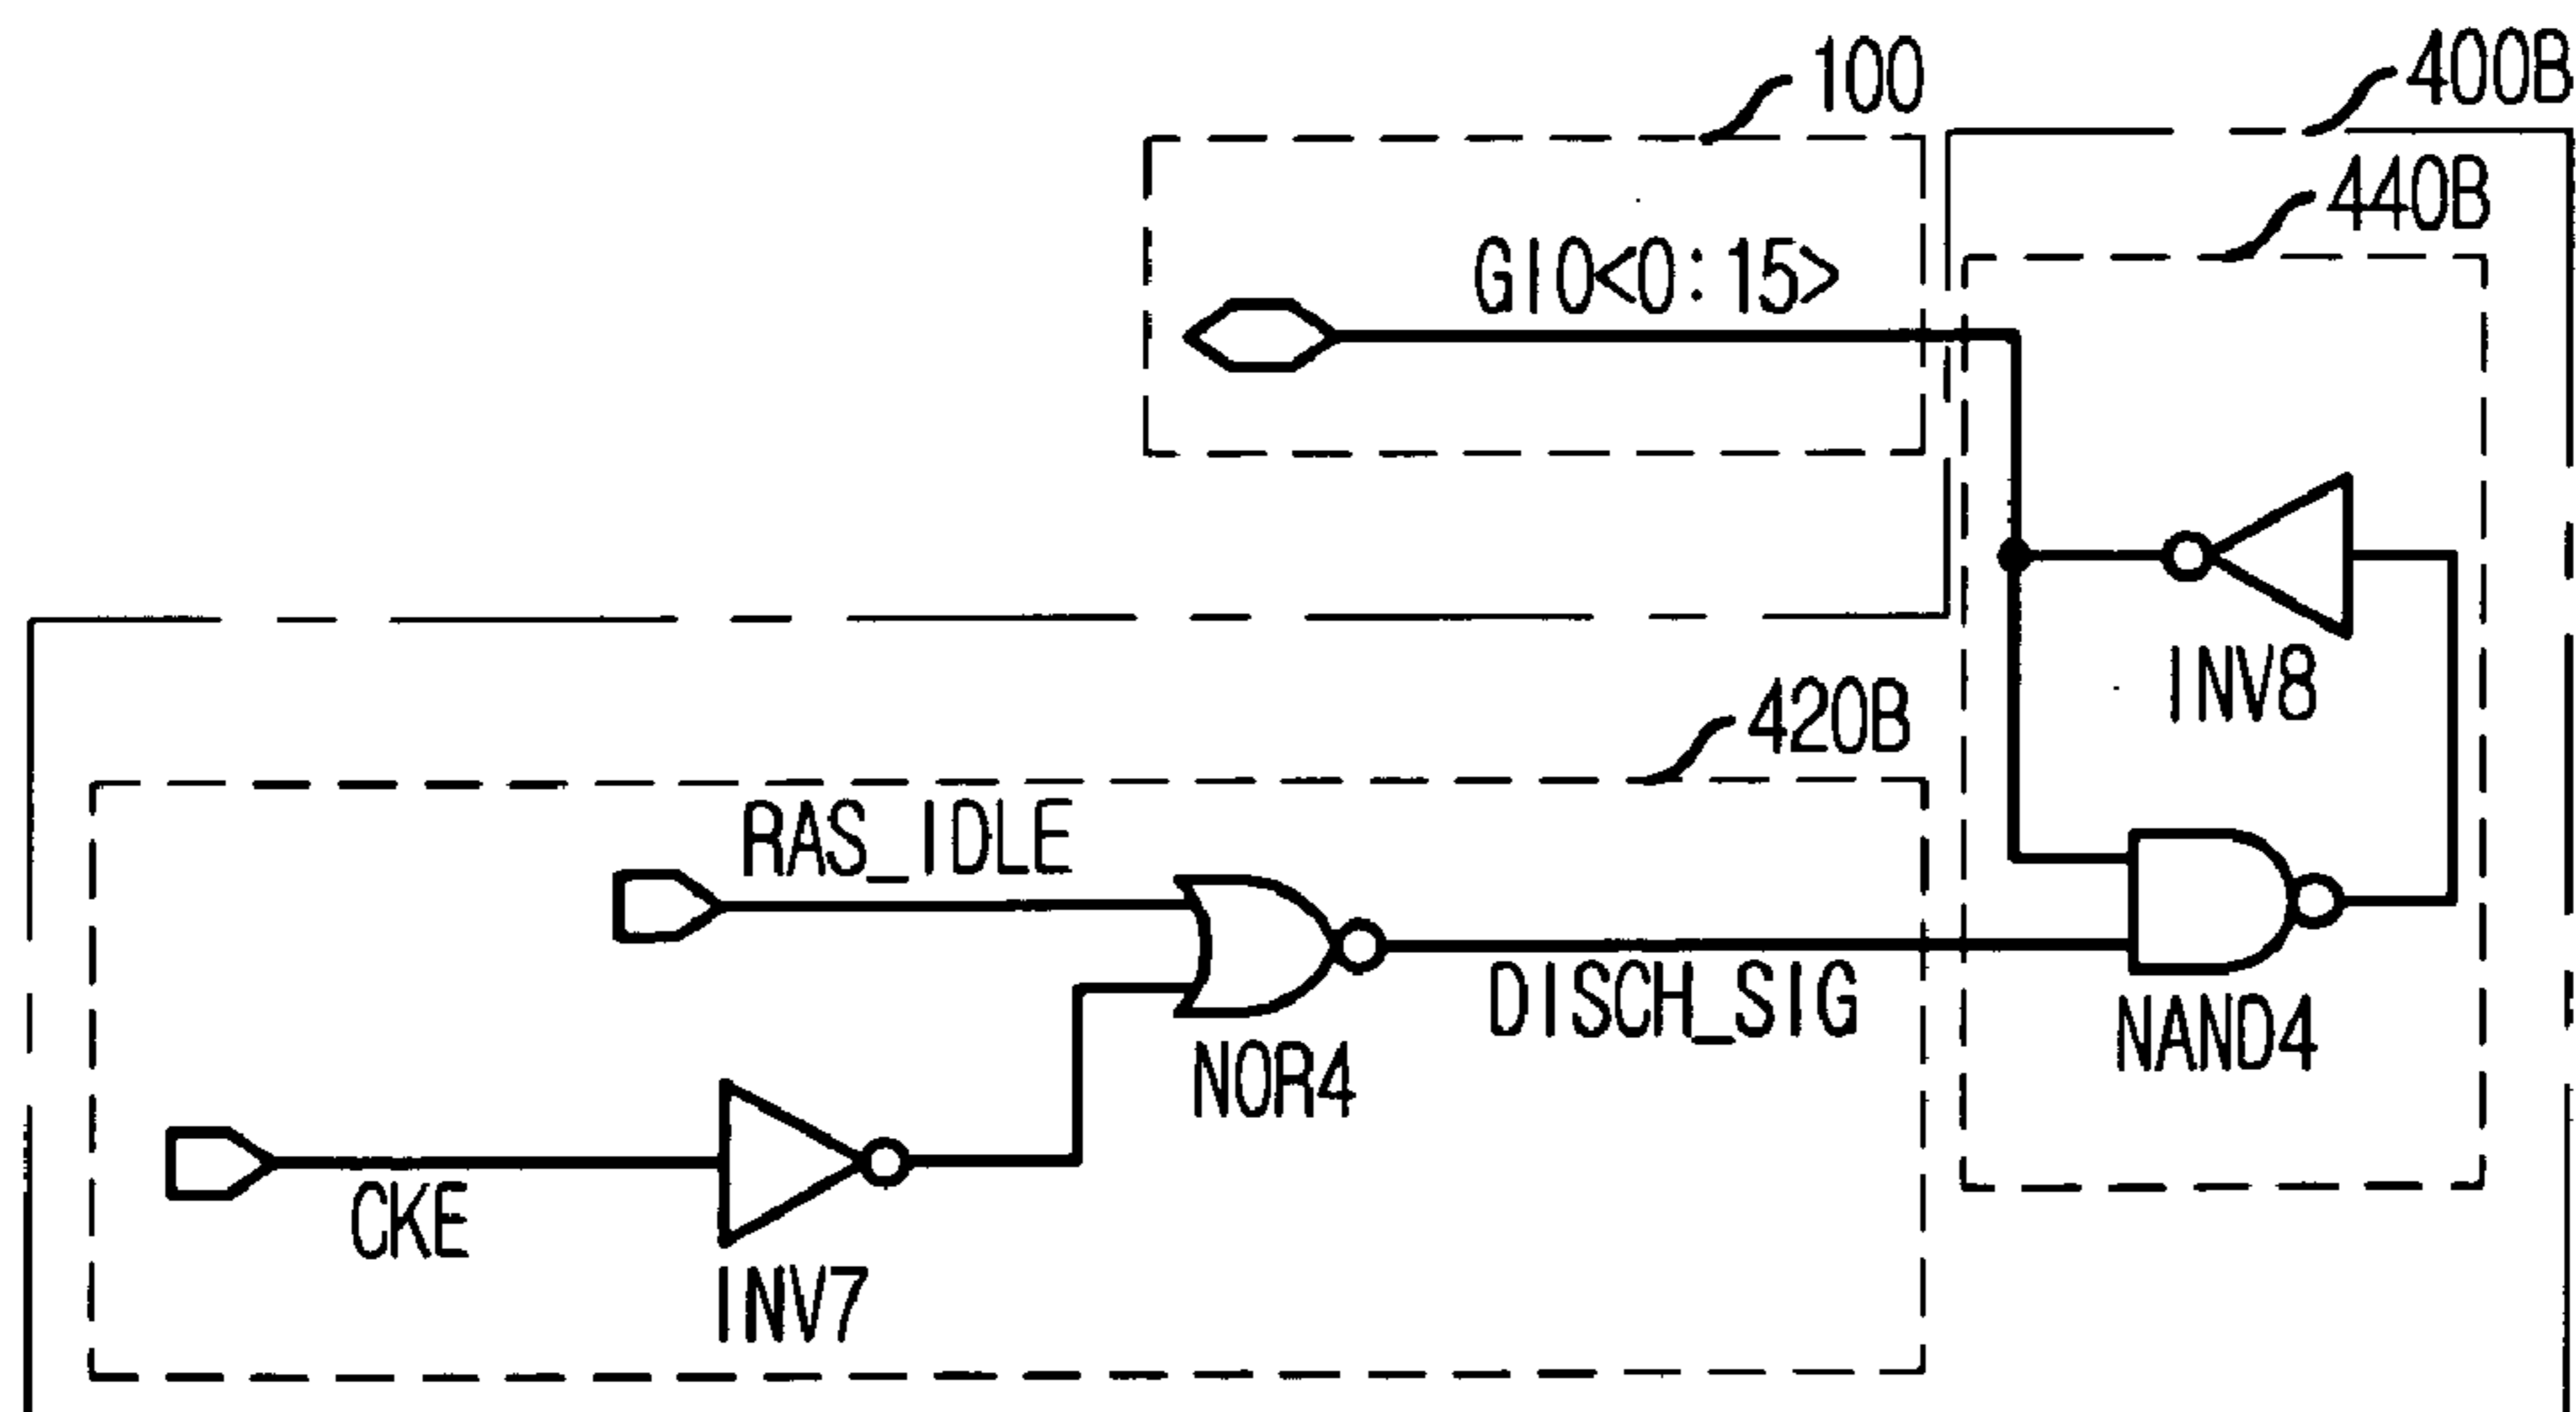 100
400B
440B
GIO<0:15>
INV8
420B
RAS_IDLE
DISCH_SIG
NOR4
NAND4
CKE
INV7